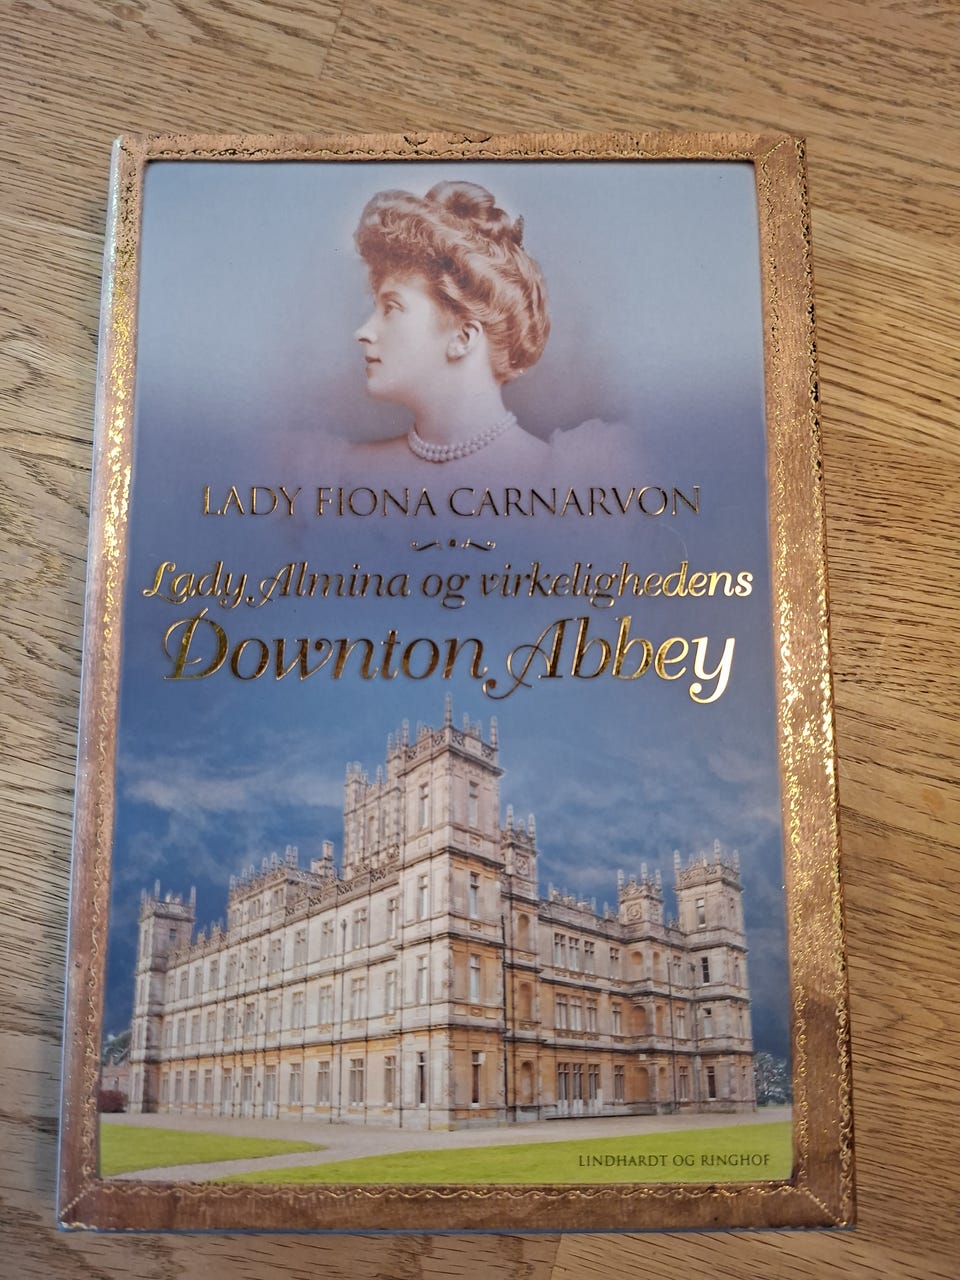 LADY FIONA CARNARVON
Lady Almina og virkelighedens
Downton Abbey
LINDHARDT OG RINGHOF